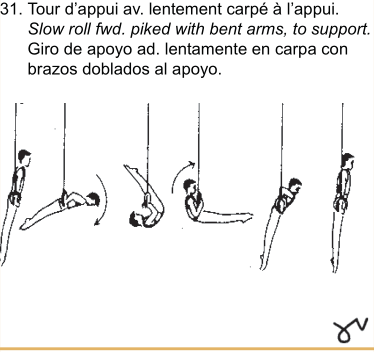 31. Tour d'appui av. lentement carpé à l'appui.
Slow roll fwd. piked with bent arms, to support.
Giro de apoyo ad. lentamente en carpa con
brazos doblados al apoyo.